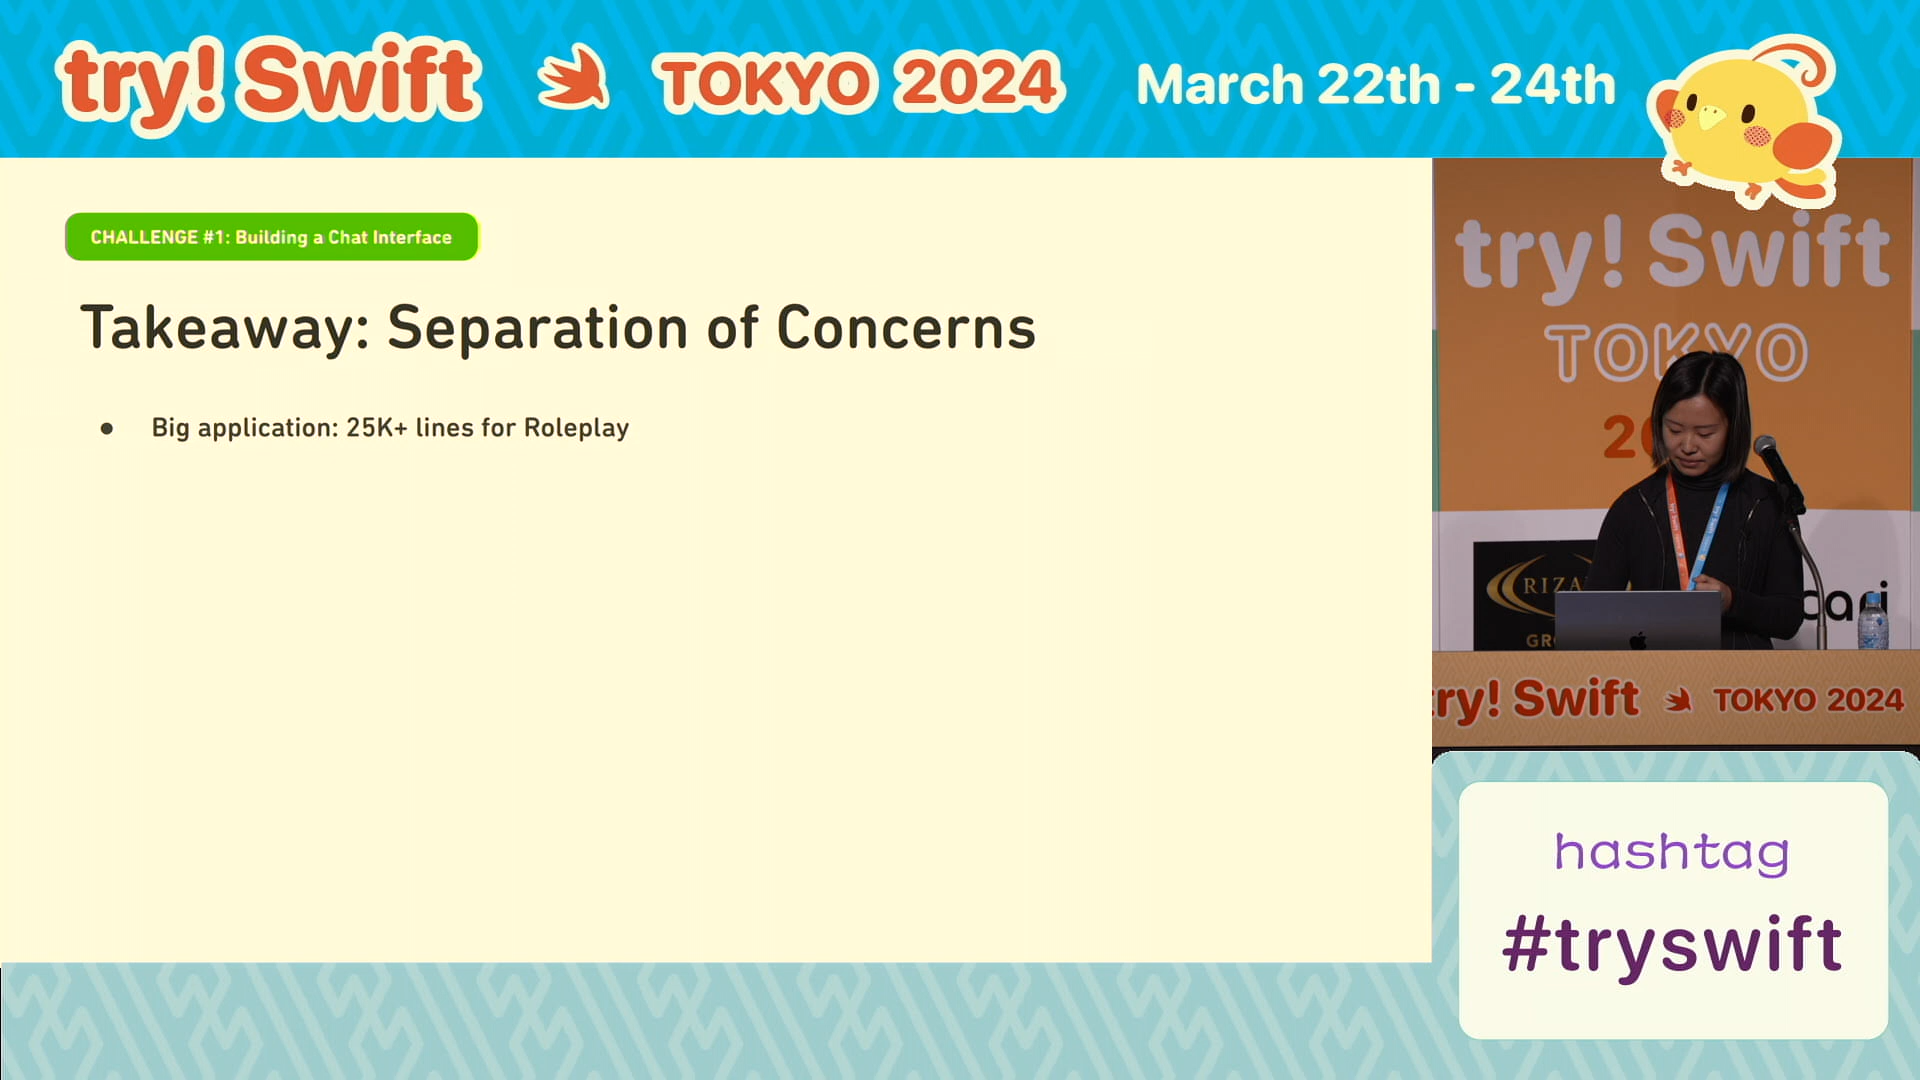 try! Swift TOKYO 2024 March 22th - 24th
CHALLENGE #1: Building a Chat Interface
Takeaway: Separation of Concerns
● Big application: 25K+ lines for Roleplay
try! Swift
TOKYO
try! Swift TOKYO 2024
hashtag
#tryswift